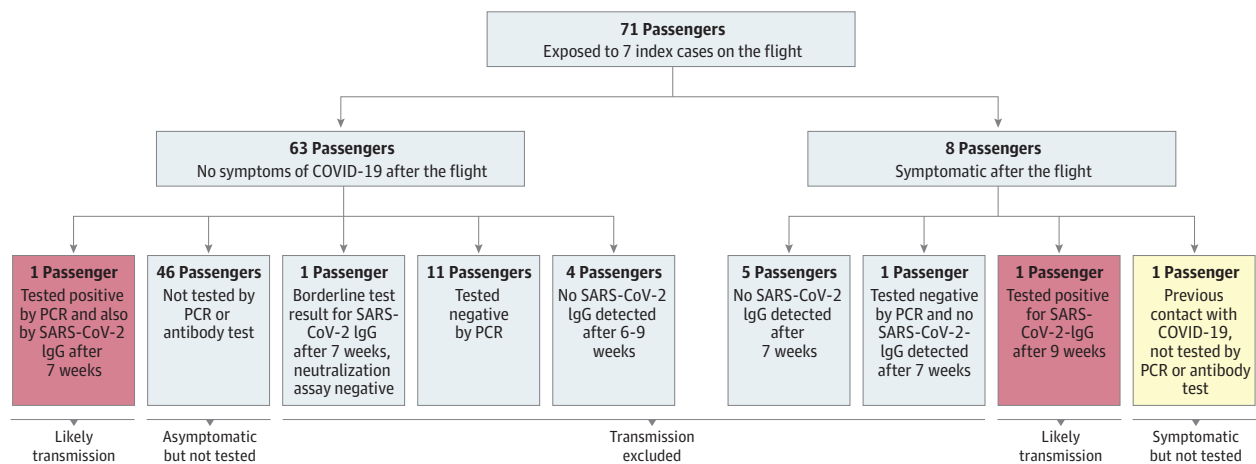 71 Passengers
Exposed to 7 index cases on the flight
63 Passengers
No symptoms of COVID-19 after the flight
8 Passengers
Symptomatic after the flight
1 Passenger
Tested positive
by PCR and also
by SARS-CoV-2
lgG after
7 weeks
46 Passengers
Not tested by
PCR or
antibody test
1 Passenger
Borderline test
result for SARS-
CoV-2 lgG
after 7 weeks,
neutralization
assay negative
11 Passengers
Tested
negative
by PCR
4 Passengers
No SARS-CoV-2
lgG detected
after 6-9
weeks
5 Passengers
No SARS-CoV-2
lgG detected
after
7 weeks
1 Passenger
Tested negative
by PCR and no
SARS-CoV-2-
lgG detected
after 7 weeks
1 Passenger
Tested positive
for SARS-
CoV-2-lgG
after 9 weeks
1 Passenger
Previous
contact with
COVID-19,
not tested by
PCR or antibody
test
Likely
transmission
Asymptomatic
but not tested
Transmission
excluded
Likely
transmission
Symptomatic
but not tested